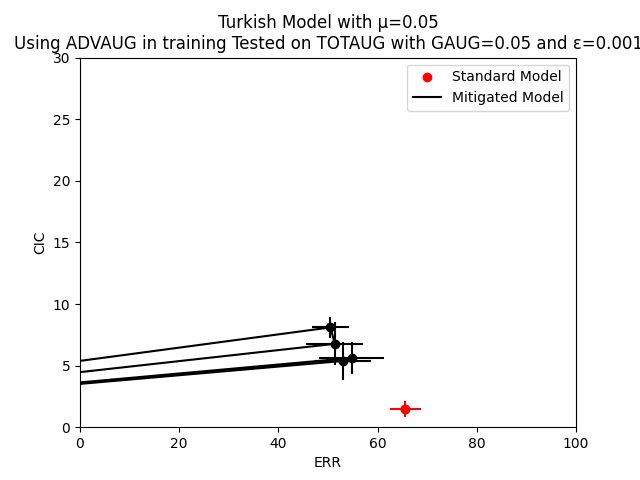 Turkish Model with μ=0.05
Using ADVAUG in training Tested on TOTAUG with GAUG=0.05 and ε=0.001
Standard Model
Mitigated Model
30
25
20
15
10
5
0
CIC
0 20 40 60 80 100
ERR